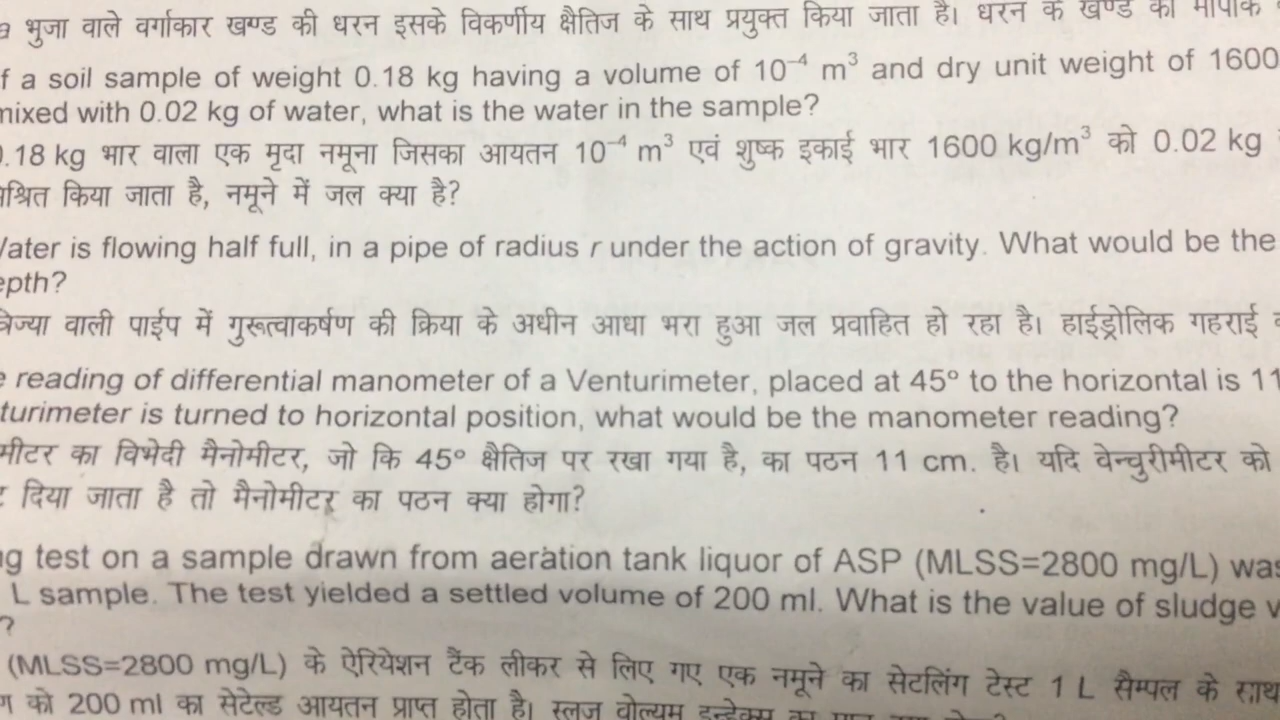 भुजा वाले वर्गाकार खण्ड की धरन इसके विकर्णीय क्षैतिज के साथ प्रयुक्त किया जाता है। धरन के खण्ड का मापांक
f a soil sample of weight 0.18 kg having a volume of 10⁻⁴ m³ and dry unit weight of 1600
mixed with 0.02 kg of water, what is the water in the sample?
0.18 kg भार वाला एक मृदा नमूना जिसका आयतन 10⁻⁴ m³ एवं शुष्क इकाई भार 1600 kg/m³ को 0.02 kg
श्रित किया जाता है, नमूने में जल क्या है?
Water is flowing half full, in a pipe of radius r under the action of gravity. What would be the
epth?
त्रिज्या वाली पाईप में गुरूत्वाकर्षण की क्रिया के अधीन आधा भरा हुआ जल प्रवाहित हो रहा है। हाईड्रोलिक गहराई
e reading of differential manometer of a Venturimeter, placed at 45° to the horizontal is 11
turimeter is turned to horizontal position, what would be the manometer reading?
मीटर का विभेदी मैनोमीटर, जो कि 45° क्षैतिज पर रखा गया है, का पठन 11 cm. है। यदि वेन्चुरीमीटर को
दिया जाता है तो मैनोमीटर का पठन क्या होगा?
ng test on a sample drawn from aeration tank liquor of ASP (MLSS=2800 mg/L) was
L sample. The test yielded a settled volume of 200 ml. What is the value of sludge v
?
(MLSS=2800 mg/L) के ऐरियेशन टैंक लीकर से लिए गए एक नमूने का सेटलिंग टेस्ट 1 L सैम्पल के साथ
को 200 ml का सेटेल्ड आयतन प्राप्त होता है। स्लज वोल्यूम इन्डेक्स का मान